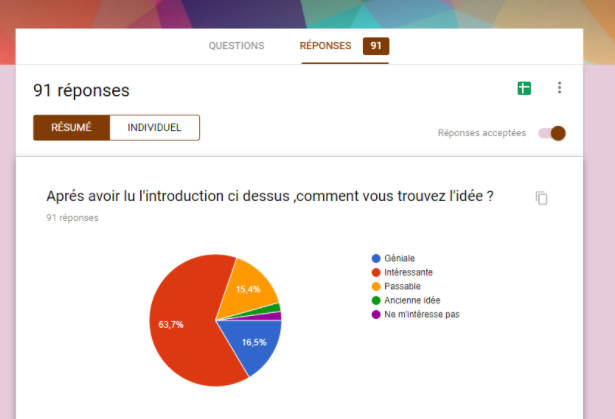 QUESTIONS RÉPONSES 91
91 réponses
RÉSUMÉ INDIVIDUEL
Réponses acceptées
Aprés avoir lu l'introduction ci dessus ,comment vous trouvez l'idée ?
91 réponses
Géniale
Intéressante
Passable
Ancienne idée
Ne m'intéresse pas
15,4%
63,7%
16,5%